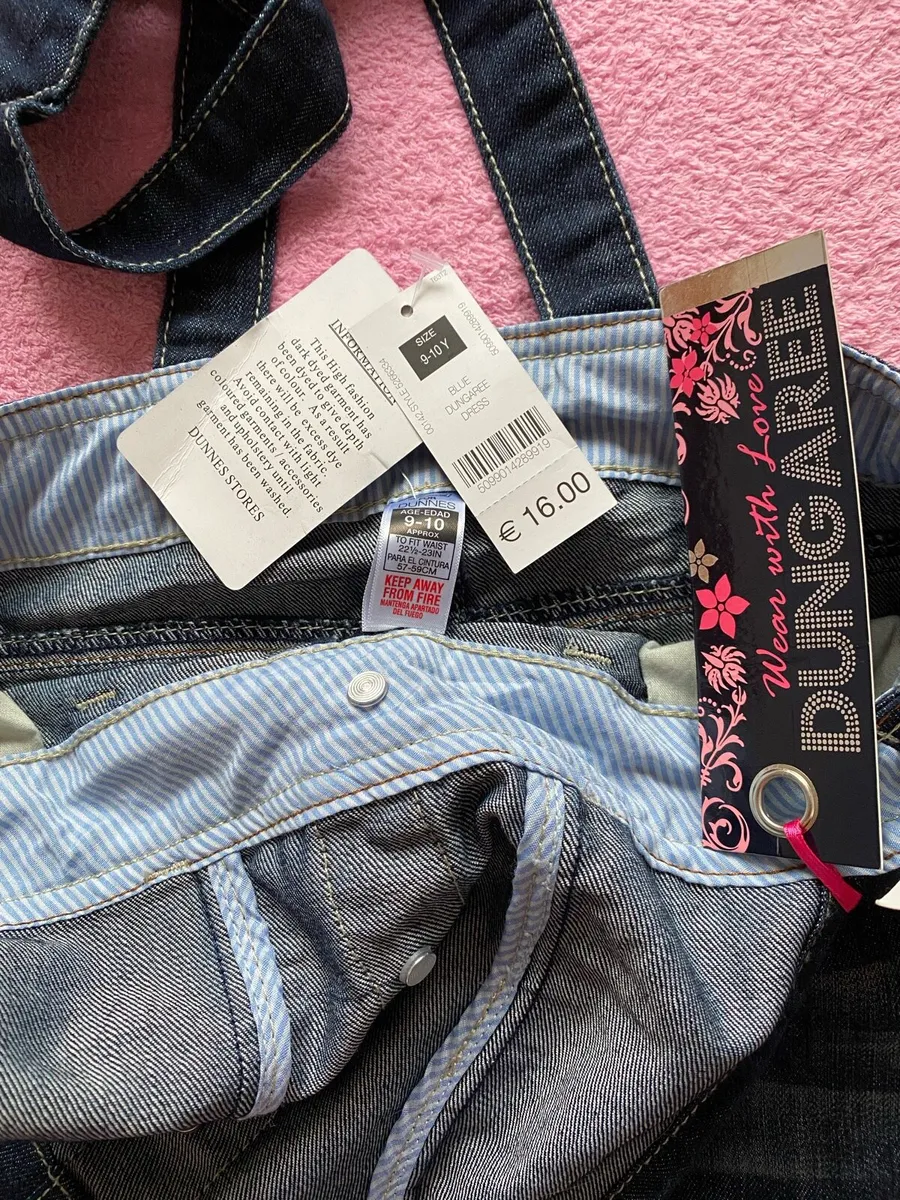 INFORMATION
This High fashion
dark dyed garment has
been dyed to give depth
of colour. As a result
there will be excess dye
remaining in the fabric.
Avoid contact with light
coloured garments / accessories
and upholstery until
garment has been washed.
DUNNES STORES
SIZE
9-10 Y
BLUE
DUNGAREE
DRESS
5099014289919
5099014289919
€ 16.00
DUNNES
AGE-EDAD
9-10
APPROX
TO FIT WAIST
22½-23IN
PARA EL CINTURA
57-59CM
KEEP AWAY
FROM FIRE
MANTENGA APARTADO
DEL FUEGO
Wear with Love
DUNGAREE